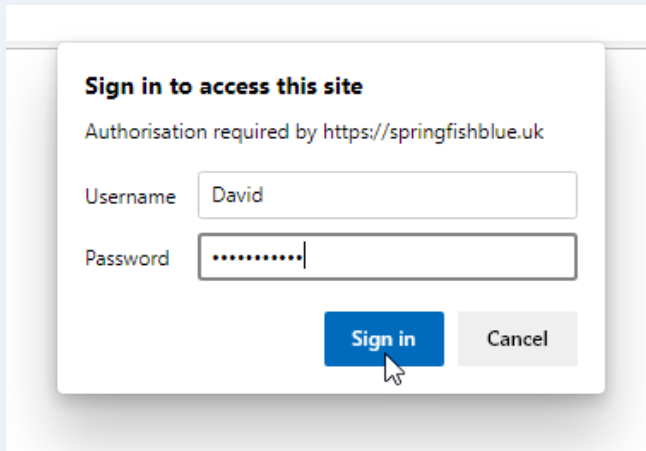 Sign in to access this site
Authorisation required by https://springfishblue.uk
Username David
Password •••••••••••
Sign in Cancel